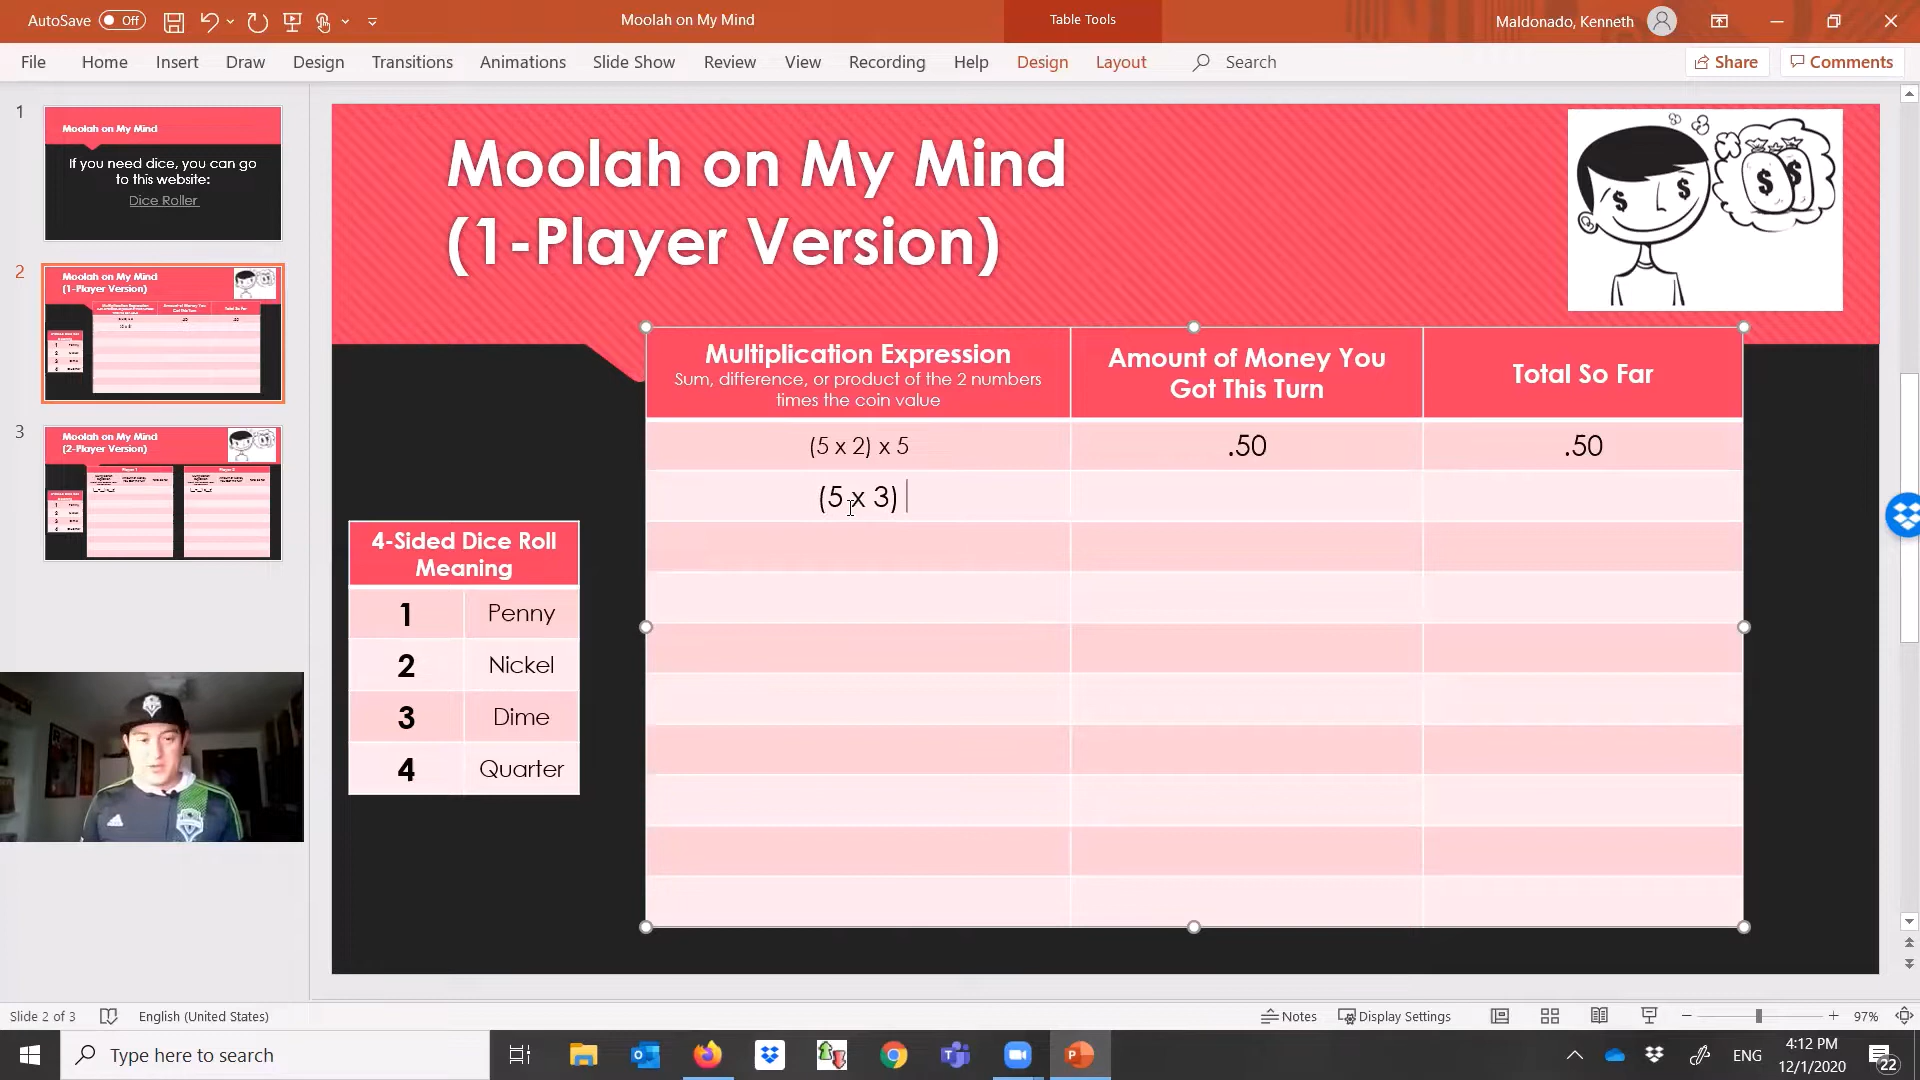 AutoSave Off
Moolah on My Mind
Table Tools
Maldonado, Kenneth
File Home Insert Draw Design Transitions Animations Slide Show Review View Recording Help Design Layout Search Share Comments
1
Moolah on My Mind
If you need dice, you can go
to this website:
Dice Roller
2
Moolah on My Mind
(1-Player Version)
3
Moolah on My Mind
(2-Player Version)
Moolah on My Mind
(1-Player Version)
$ $ $ $
Multiplication Expression
Sum, difference, or product of the 2 numbers
times the coin value
Amount of Money You
Got This Turn
Total So Far
(5 x 2) x 5 .50 .50
(5 x 3)
4-Sided Dice Roll
Meaning
1 Penny
2 Nickel
3 Dime
4 Quarter
Slide 2 of 3 English (United States) Notes Display Settings 97%
Type here to search
ENG
4:12 PM
12/1/2020
22